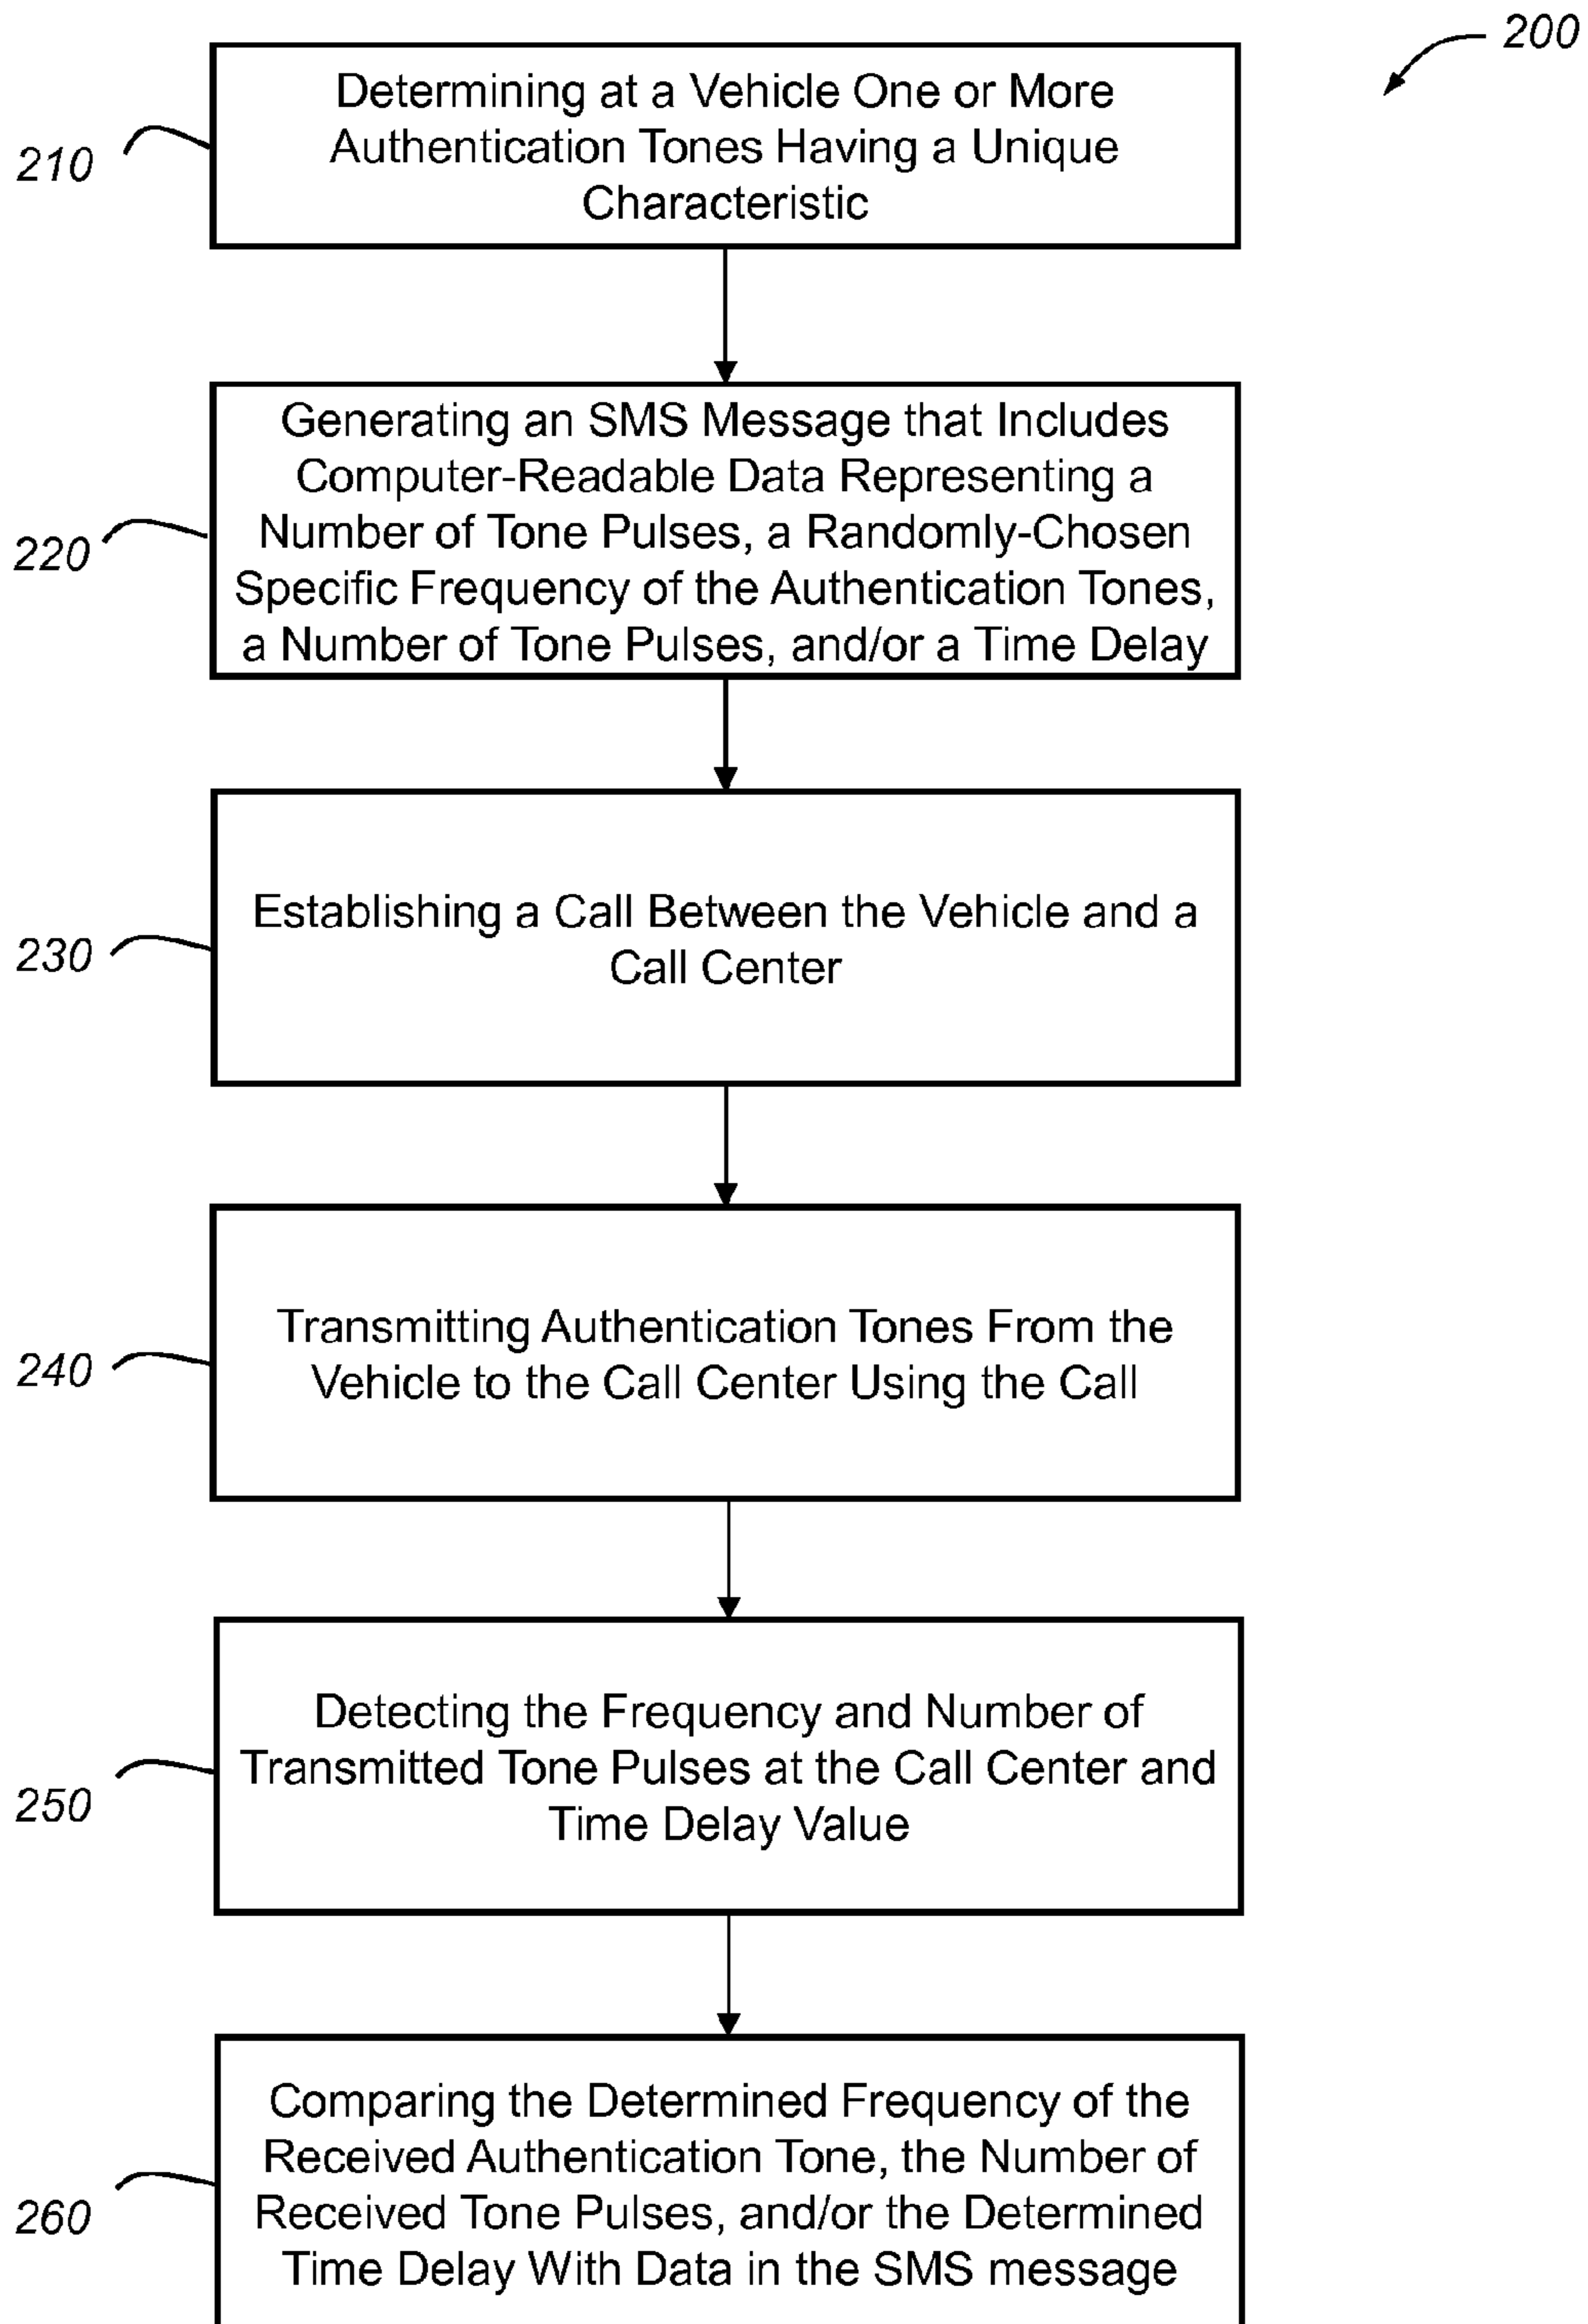 200
210
Determining at a Vehicle One or More
Authentication Tones Having a Unique
Characteristic
220
Generating an SMS Message that Includes
Computer-Readable Data Representing a
Number of Tone Pulses, a Randomly-Chosen
Specific Frequency of the Authentication Tones,
a Number of Tone Pulses, and/or a Time Delay
230
Establishing a Call Between the Vehicle and a
Call Center
240
Transmitting Authentication Tones From the
Vehicle to the Call Center Using the Call
250
Detecting the Frequency and Number of
Transmitted Tone Pulses at the Call Center and
Time Delay Value
260
Comparing the Determined Frequency of the
Received Authentication Tone, the Number of
Received Tone Pulses, and/or the Determined
Time Delay With Data in the SMS message